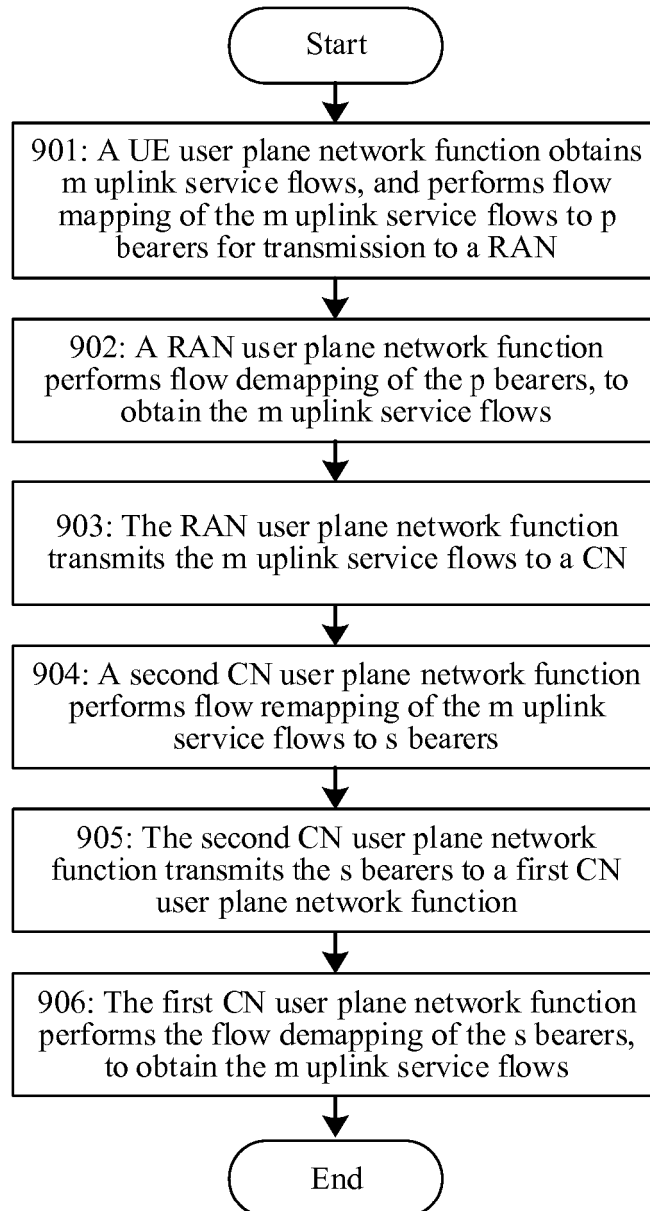 Start
901: A UE user plane network function obtains
m uplink service flows, and performs flow
mapping of the m uplink service flows to p
bearers for transmission to a RAN
902: A RAN user plane network function
performs flow demapping of the p bearers, to
obtain the m uplink service flows
903: The RAN user plane network function
transmits the m uplink service flows to a CN
904: A second CN user plane network function
performs flow remapping of the m uplink
service flows to s bearers
905: The second CN user plane network
function transmits the s bearers to a first CN
user plane network function
906: The first CN user plane network function
performs the flow demapping of the s bearers,
to obtain the m uplink service flows
End